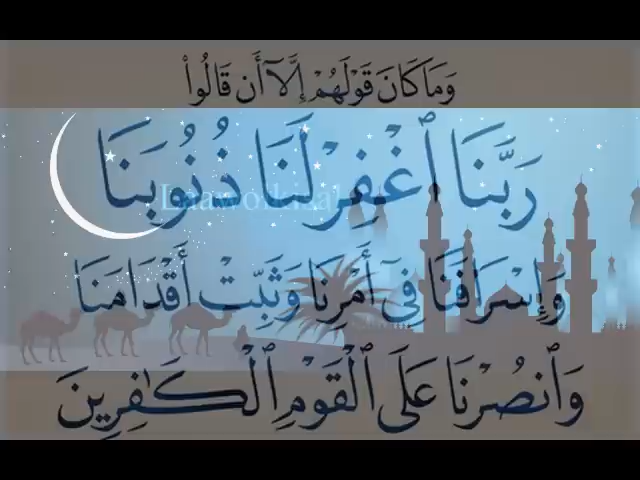 وَمَا كَانَ قَوْلَهُمْ إِلَّآ أَن قَالُوا۟
رَبَّنَا ٱغْفِرْ لَنَا ذُنُوبَنَا
وَإِسْرَافَنَا فِىٓ أَمْرِنَا وَثَبِّتْ أَقْدَامَنَا
وَٱنصُرْنَا عَلَى ٱلْقَوْمِ ٱلْكَـٰفِرِينَ